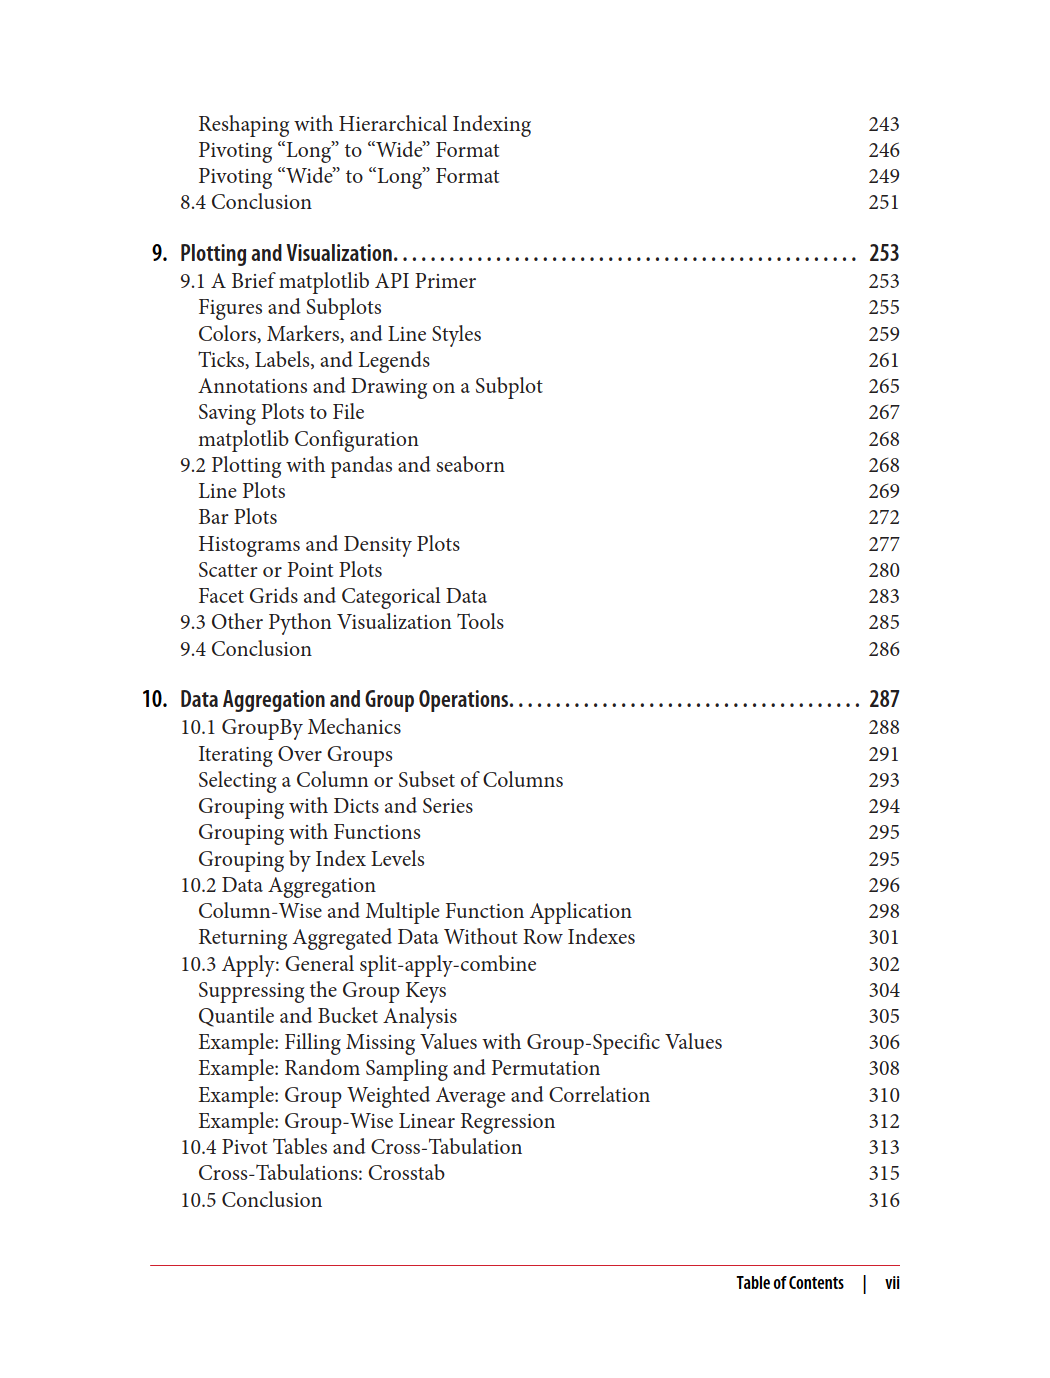 Reshaping with Hierarchical Indexing 243
Pivoting “Long” to “Wide” Format 246
Pivoting “Wide” to “Long” Format 249
8.4 Conclusion 251
9. Plotting and Visualization. . . . . . . . . . . . . . . . . . . . . . . . . . . . . . . . . . . . . . . . . . . . . . . . . . 253
9.1 A Brief matplotlib API Primer 253
Figures and Subplots 255
Colors, Markers, and Line Styles 259
Ticks, Labels, and Legends 261
Annotations and Drawing on a Subplot 265
Saving Plots to File 267
matplotlib Configuration 268
9.2 Plotting with pandas and seaborn 268
Line Plots 269
Bar Plots 272
Histograms and Density Plots 277
Scatter or Point Plots 280
Facet Grids and Categorical Data 283
9.3 Other Python Visualization Tools 285
9.4 Conclusion 286
10. Data Aggregation and Group Operations. . . . . . . . . . . . . . . . . . . . . . . . . . . . . . . . . . . . . . 287
10.1 GroupBy Mechanics 288
Iterating Over Groups 291
Selecting a Column or Subset of Columns 293
Grouping with Dicts and Series 294
Grouping with Functions 295
Grouping by Index Levels 295
10.2 Data Aggregation 296
Column-Wise and Multiple Function Application 298
Returning Aggregated Data Without Row Indexes 301
10.3 Apply: General split-apply-combine 302
Suppressing the Group Keys 304
Quantile and Bucket Analysis 305
Example: Filling Missing Values with Group-Specific Values 306
Example: Random Sampling and Permutation 308
Example: Group Weighted Average and Correlation 310
Example: Group-Wise Linear Regression 312
10.4 Pivot Tables and Cross-Tabulation 313
Cross-Tabulations: Crosstab 315
10.5 Conclusion 316
Table of Contents | vii